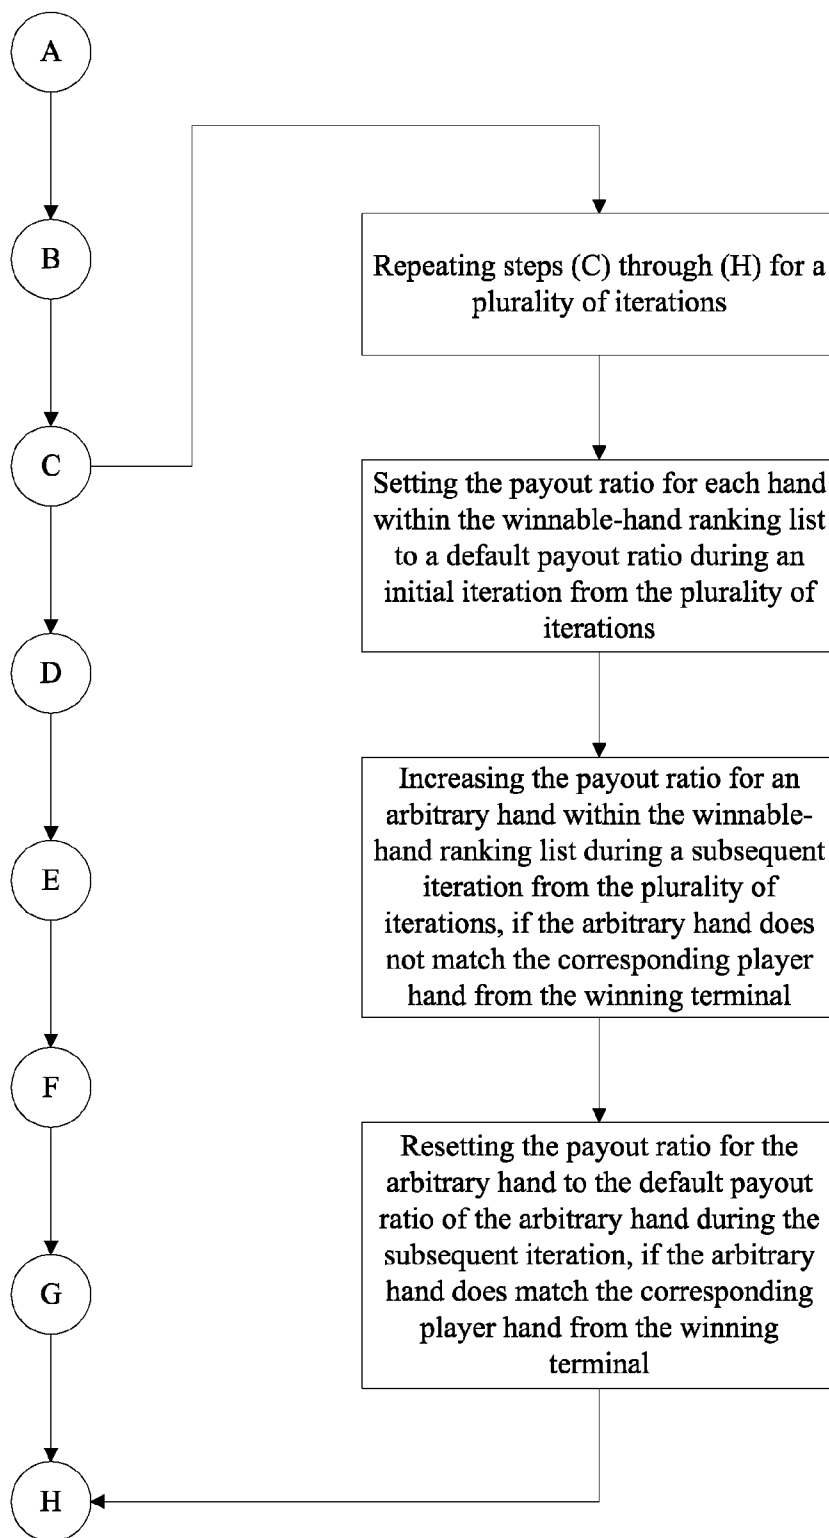 A
B
C
D
E
F
G
H
Repeating steps (C) through (H) for a
plurality of iterations
Setting the payout ratio for each hand
within the winnable-hand ranking list
to a default payout ratio during an
initial iteration from the plurality of
iterations
Increasing the payout ratio for an
arbitrary hand within the winnable-
hand ranking list during a subsequent
iteration from the plurality of
iterations, if the arbitrary hand does
not match the corresponding player
hand from the winning terminal
Resetting the payout ratio for the
arbitrary hand to the default payout
ratio of the arbitrary hand during the
subsequent iteration, if the arbitrary
hand does match the corresponding
player hand from the winning
terminal